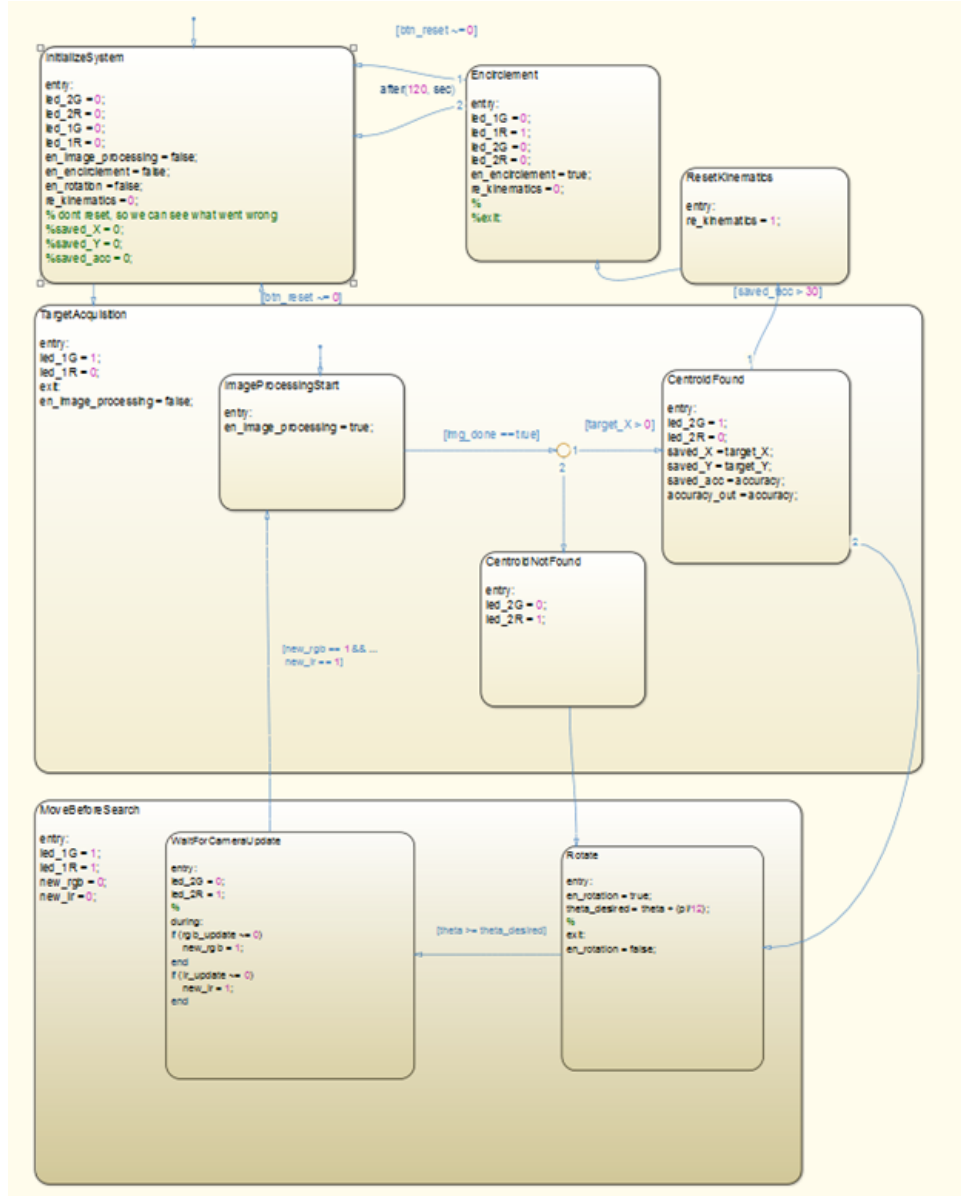 [btn_reset ~=0]
InitializeSystem
entry:
led_2G =0;
led_2R =0;
led_1G =0;
led_1R =0;
en_image_processing = false;
en_encirclement = false;
en_rotation =false;
re_kinematics =0;
% dont reset, so we can see what went wrong
%saved_X = 0;
%saved_Y = 0;
%saved_acc = 0;
1
after(120, sec)
2
Encirclement
entry:
led_1G =0;
led_1R =1;
led_2G =0;
led_2R =0;
en_encirclement = true;
re_kinematics =0;
%
%exit:
ResetKinematics
entry:
re_kinematics = 1;
[btn_reset ~= 0]
[saved_acc > 30]
TargetAcquisition
entry:
led_1G = 1;
led_1R = 0;
exit:
en_image_processing = false;
ImageProcessingStart
entry:
en_image_processing = true;
[img_done ==true]
1
2
[target_X > 0]
1
CentroidFound
entry:
led_2G = 1;
led_2R = 0;
saved_X =target_X;
saved_Y =target_Y;
saved_acc =accuracy;
accuracy_out =accuracy;
2
CentroidNotFound
entry:
led_2G = 0;
led_2R = 1;
[new_rgb == 1 && ...
new_ir == 1]
MoveBeforeSearch
entry:
led_1G = 1;
led_1R = 1;
new_rgb = 0;
new_ir =0;
WaitForCameraUpdate
entry:
led_2G = 0;
led_2R = 1;
%
during:
if (rgb_update ~= 0)
new_rgb = 1;
end
if (ir_update ~= 0)
new_ir = 1;
end
[theta >= theta_desired]
Rotate
entry:
en_rotation = true;
theta_desired = theta + (pi/12);
%
exit:
en_rotation = false;